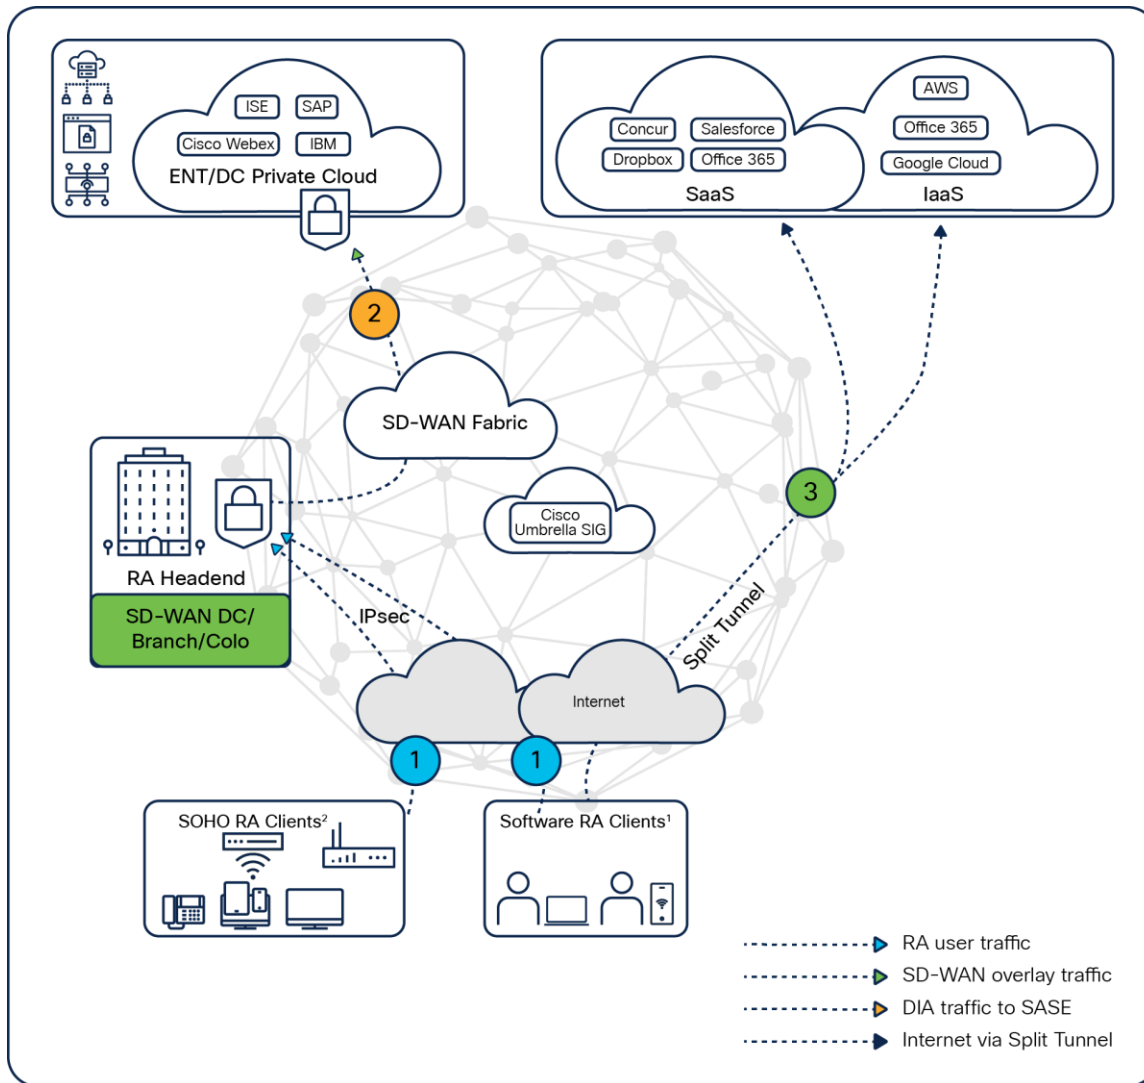 ISE
SAP
Cisco Webex
IBM
ENT/DC Private Cloud
Concur
Salesforce
Dropbox
Office 365
SaaS
AWS
Office 365
Google Cloud
IaaS
2
SD-WAN Fabric
3
Cisco
Umbrella SIG
RA Headend
SD-WAN DC/
Branch/Colo
IPsec
Split Tunnel
Internet
1
1
SOHO RA Clients²
Software RA Clients¹
RA user traffic
SD-WAN overlay traffic
DIA traffic to SASE
Internet via Split Tunnel